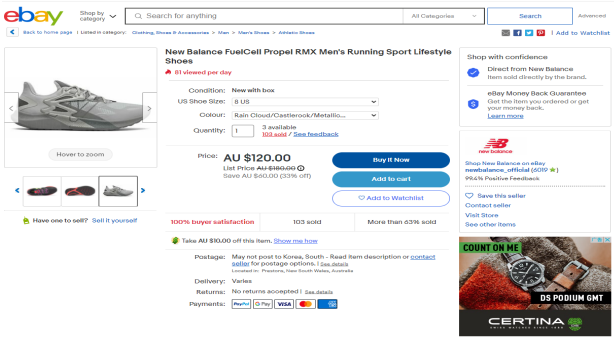 ebay
Shop by
category
Search for anything
All Categories
Search
Advanced
Back to home page | Listed in category: Clothing, Shoes & Accessories > Men > Men's Shoes > Athletic Shoes
Add to Watchlist
New Balance FuelCell Propel RMX Men's Running Sport Lifestyle
Shoes
81 viewed per day
Condition: New with box
US Shoe Size: 8 US
Colour: Rain Cloud/Castlerock/Metallic...
Quantity: 1 3 available
103 sold / See feedback
Price: AU $120.00
List Price AU $180.00
Save AU $60.00 (33% off)
Buy It Now
Add to cart
Add to Watchlist
Hover to zoom
Have one to sell? Sell it yourself
100% buyer satisfaction
103 sold
More than 63% sold
Take AU $10.00 off this item. Show me how
Postage: May not post to Korea, South - Read item description or contact
seller for postage options. | See details
Located in: Prestons, New South Wales, Australia
Delivery: Varies
Returns: No returns accepted | See details
Payments: PayPal G Pay VISA
Shop with confidence
Direct from New Balance
Item sold directly by the brand.
eBay Money Back Guarantee
Get the item you ordered or get
your money back.
Learn more
new balance
Shop New Balance on eBay
newbalance_official (6019)
99.6% Positive Feedback
Save this seller
Contact seller
Visit Store
See other items
COUNT ON ME
DS PODIUM GMT
CERTINA
SWISS WATCHES SINCE 1888